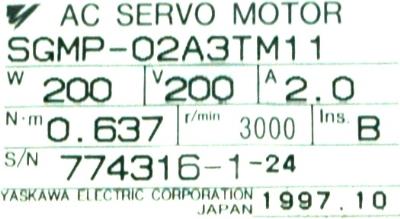 AC SERVO MOTOR
SGMP-02A3TM11
W 200 V 200 A 2.0
N·m 0.637 r/min 3000 Ins. B
S/N 774316-1-24
YASKAWA ELECTRIC CORPORATION 1997.10
JAPAN